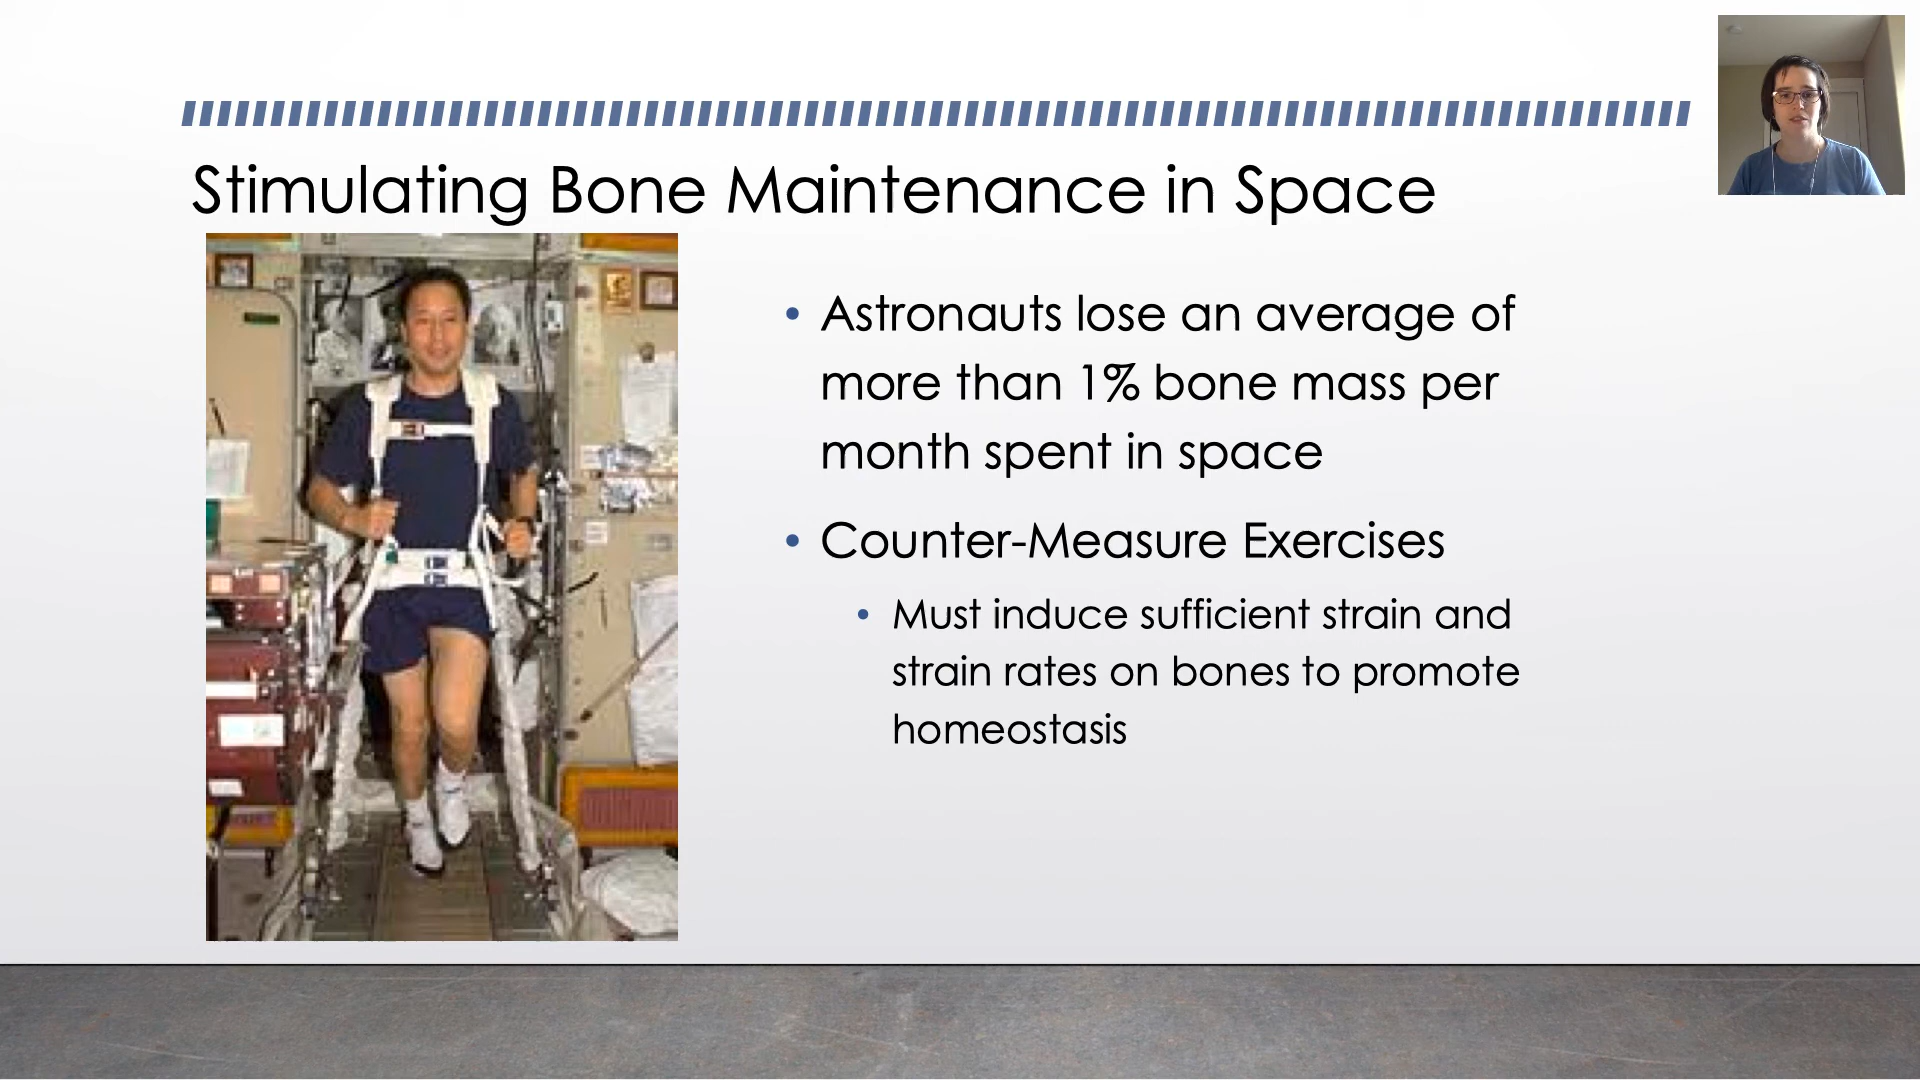 Stimulating Bone Maintenance in Space
• Astronauts lose an average of
more than 1% bone mass per
month spent in space
• Counter-Measure Exercises
• Must induce sufficient strain and
strain rates on bones to promote
homeostasis